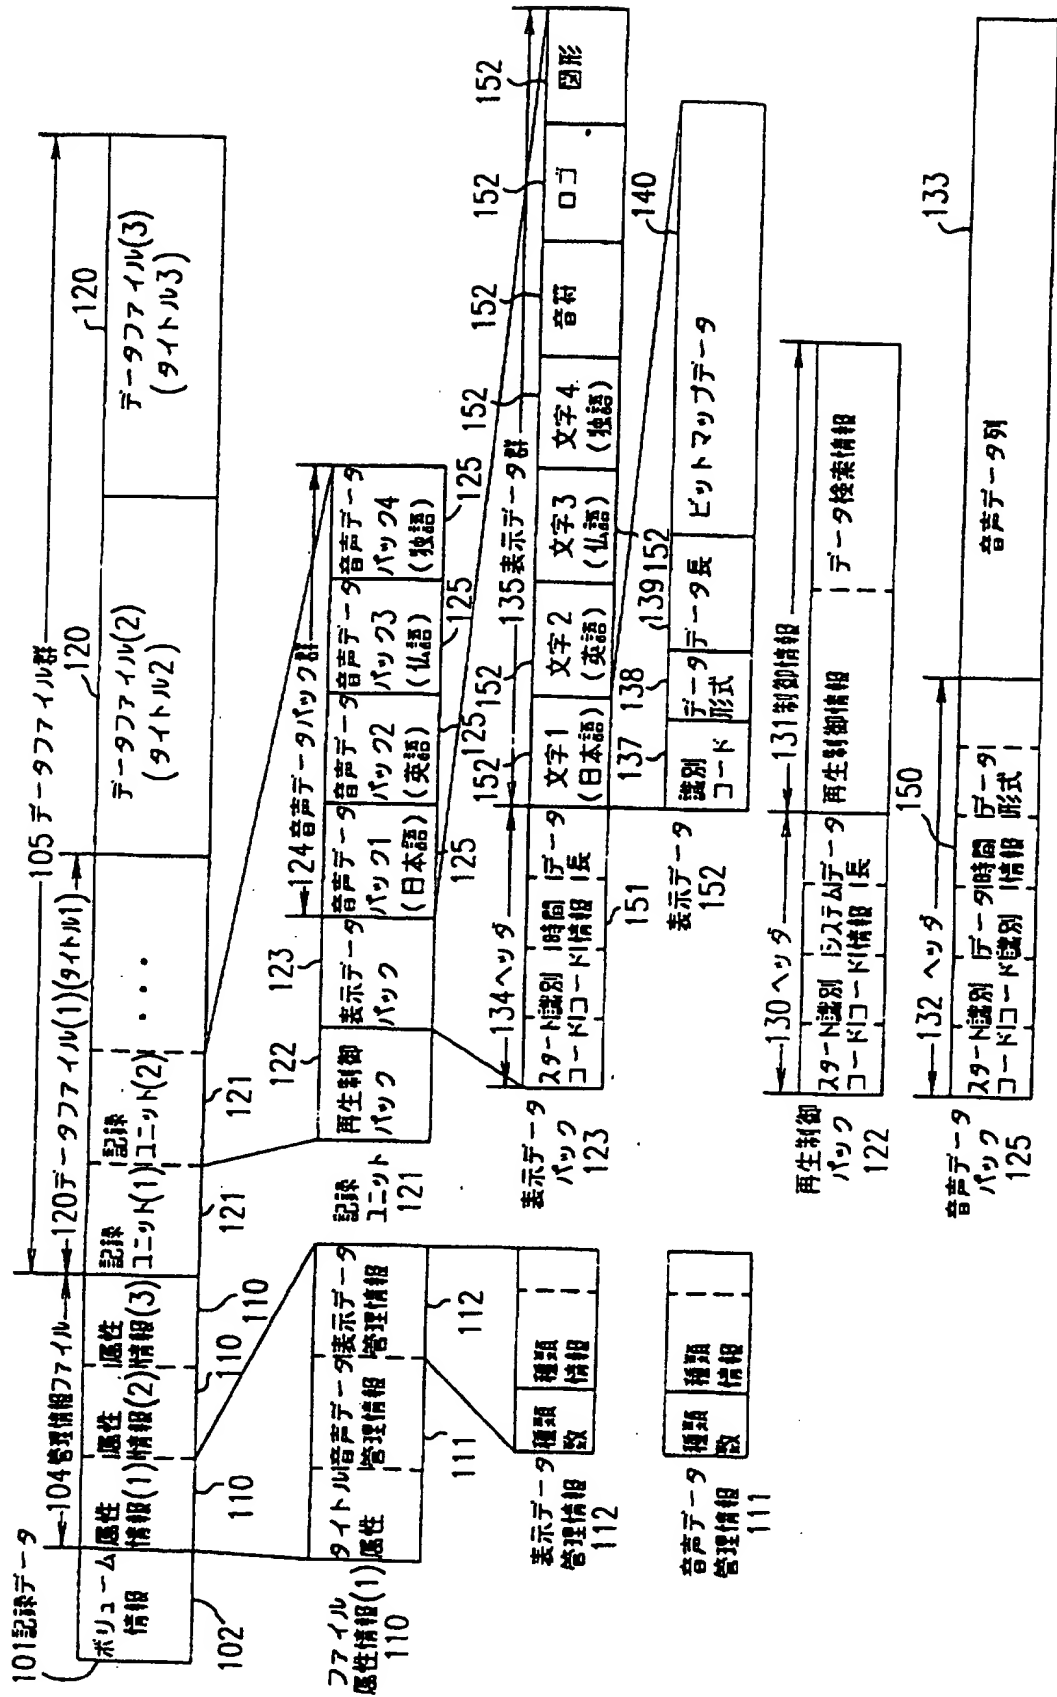 101記録データ
104管理情報ファイル
105データファイル群
120データファイル(1)(タイトル1)
ボリューム
情報
属性
情報(1)
属性
情報(2)
属性
情報(3)
記録
ユニット(1)
記録
ユニット(2)
・・・
データファイル(2)
(タイトル2)
データファイル(3)
(タイトル3)
120
120
102
110
110
110
121
121
ファイル
属性情報(1)
110
タイトル
属性
音声データ
管理情報
表示データ
管理情報
111
112
表示データ
管理情報
112
種類
数
種類
情報
音声データ
管理情報
111
種類
数
種類
情報
記録
ユニット
121
122
123
124音声データパック群
再生制御
パック
表示データ
パック
音声データ
パック1
(日本語)
音声データ
パック2
(英語)
音声データ
パック3
(仏語)
音声データ
パック4
(独語)
125
125
125
125
表示データ
パック
123
134ヘッダ
135表示データ群
スタート
コード
識別
コード
時間
情報
データ
長
151
文字1
(日本語)
文字2
(英語)
文字3
(仏語)
文字4
(独語)
音符
ロゴ
図形
152
152
152
152
152
152
152
表示データ
152
137
138
139
140
識別
コード
データ
形式
データ長
ビットマップデータ
再生制御
パック
122
130ヘッダ
131制御情報
スタート
コード
識別
コード
システム
情報
データ
長
再生制御情報
データ検索情報
音声データ
パック
125
132ヘッダ
150
133
スタート
コード
識別
コード
データ
識別
時間
情報
データ
形式
音声データ列